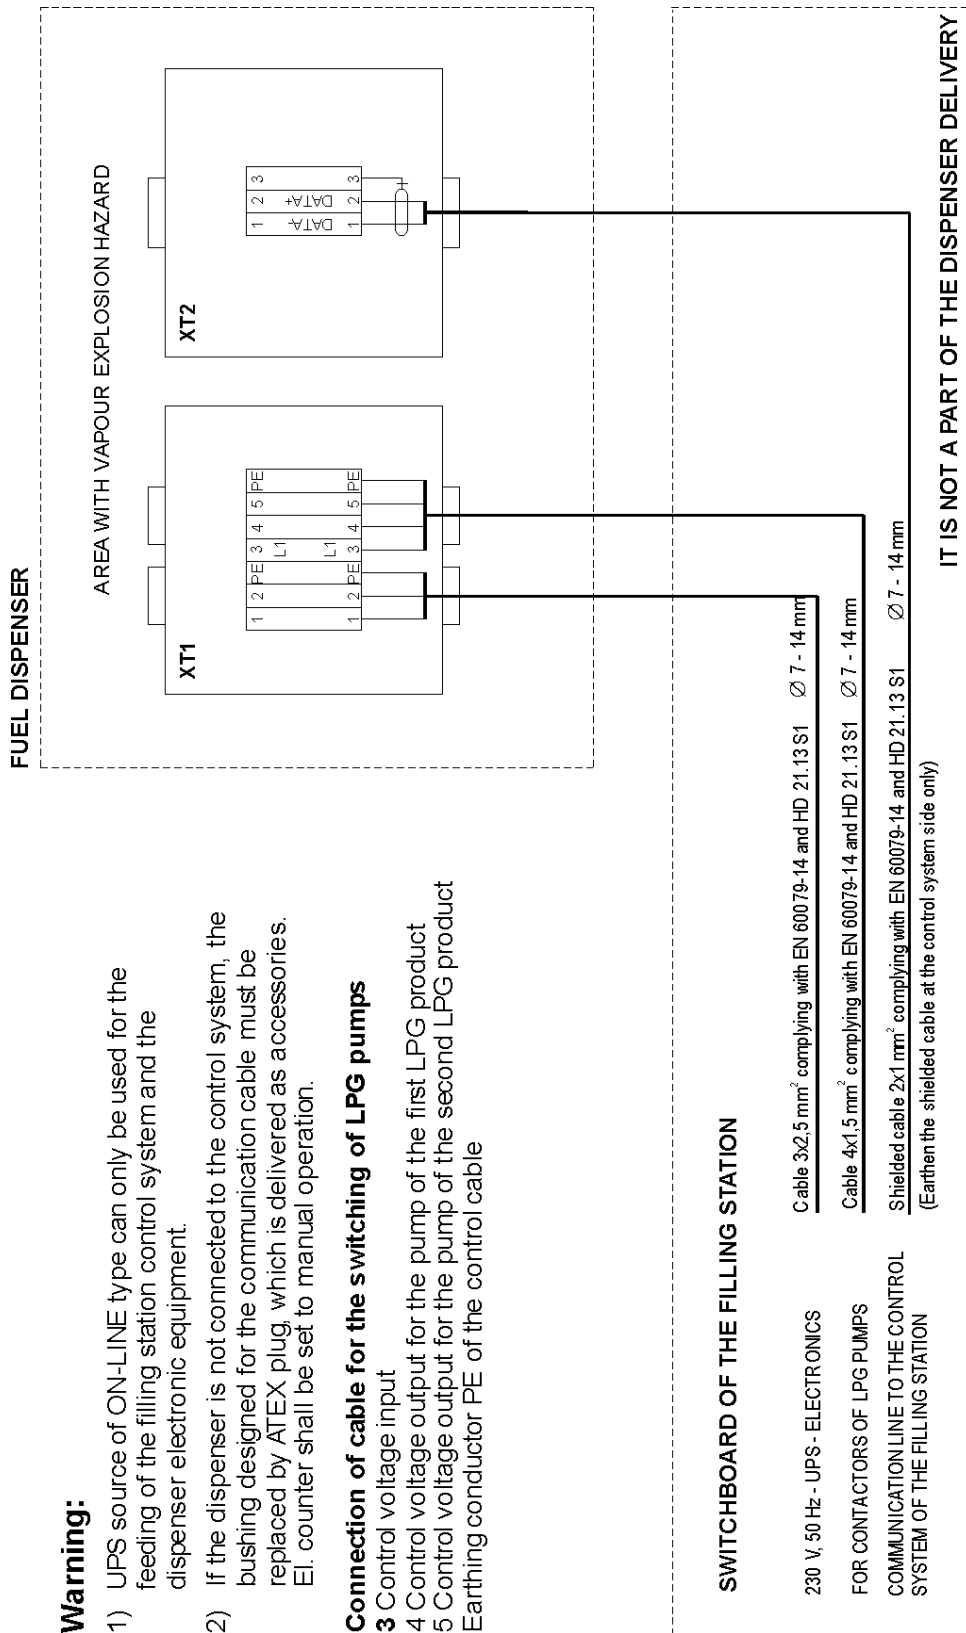 Warning:
1) UPS source of ON-LINE type can only be used for the
feeding of the filling station control system and the
dispenser electronic equipment.
2) If the dispenser is not connected to the control system, the
bushing designed for the communication cable must be
replaced by ATEX plug, which is delivered as accessories.
El. counter shall be set to manual operation.
Connection of cable for the switching of LPG pumps
3 Control voltage input
4 Control voltage output for the pump of the first LPG product
5 Control voltage output for the pump of the second LPG product
Earthing conductor PE of the control cable
FUEL DISPENSER
AREA WITH VAPOUR EXPLOSION HAZARD
XT1
1 2 PE 3 4 5 PE
L1
L1
1 2 PE 3 4 5 PE
XT2
1 2 3
DATA- DATA+
1 2 3
SWITCHBOARD OF THE FILLING STATION
230 V, 50 Hz - UPS - ELECTRONICS
Cable 3x2,5 mm² complying with EN 60079-14 and HD 21.13 S1 Ø 7 - 14 mm
FOR CONTACTORS OF LPG PUMPS
Cable 4x1,5 mm² complying with EN 60079-14 and HD 21.13 S1 Ø 7 - 14 mm
COMMUNICATION LINE TO THE CONTROL
SYSTEM OF THE FILLING STATION
Shielded cable 2x1 mm² complying with EN 60079-14 and HD 21.13 S1 Ø 7 - 14 mm
(Earthen the shielded cable at the control system side only)
IT IS NOT A PART OF THE DISPENSER DELIVERY